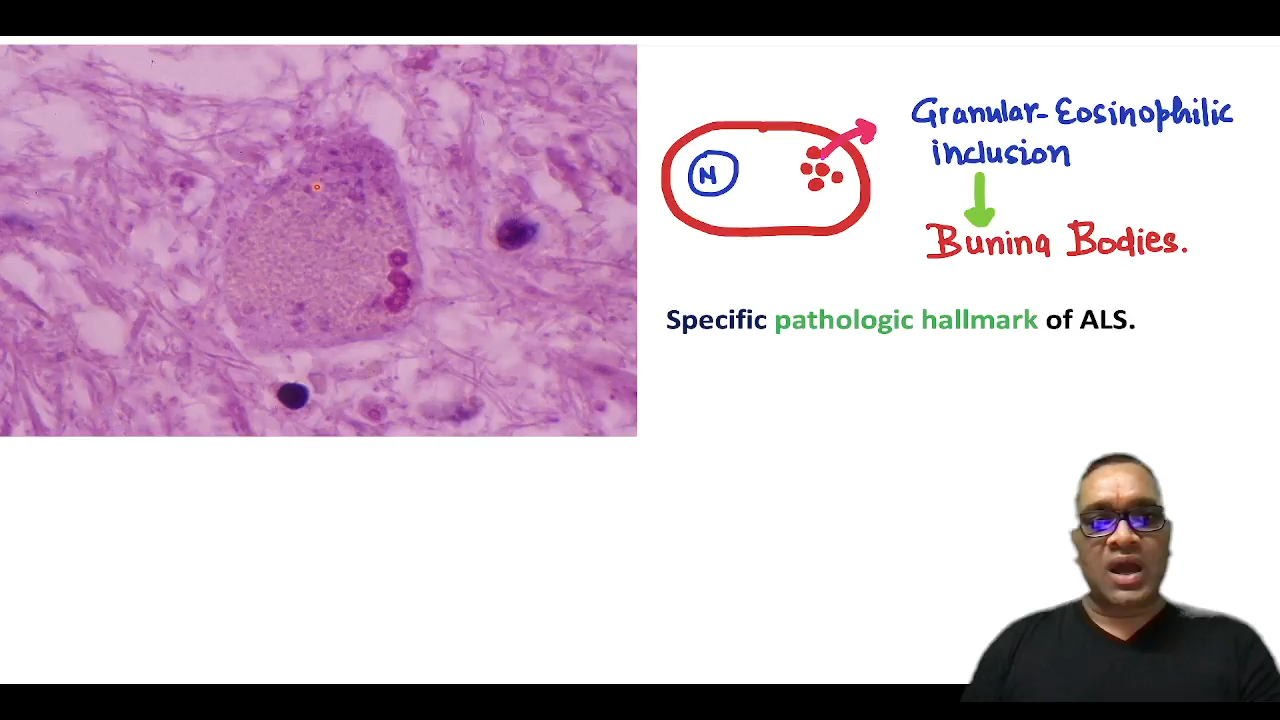 Granular-Eosinophilic
inclusion
N
Bunina Bodies.
Specific pathologic hallmark of ALS.